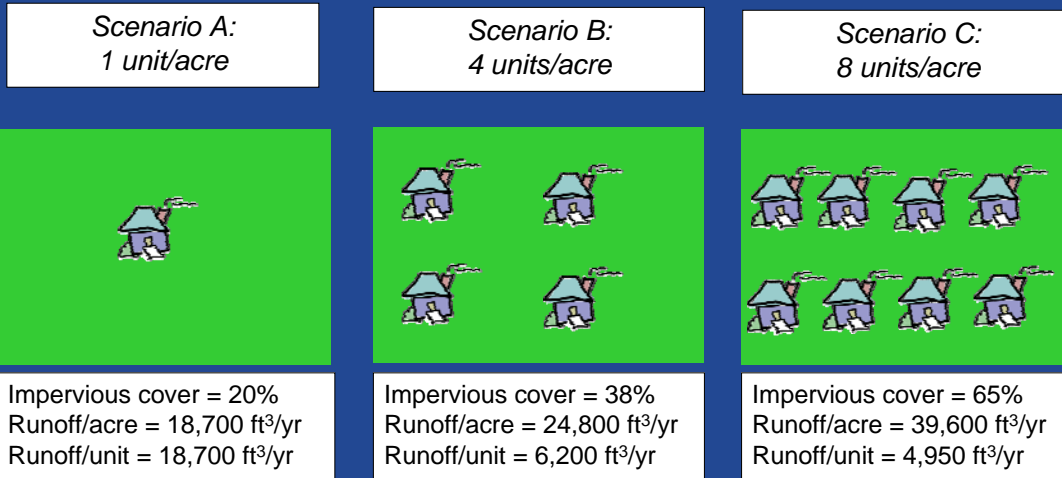 Scenario A:
1 unit/acre
Scenario B:
4 units/acre
Scenario C:
8 units/acre
Impervious cover = 20%
Runoff/acre = 18,700 ft³/yr
Runoff/unit = 18,700 ft³/yr
Impervious cover = 38%
Runoff/acre = 24,800 ft³/yr
Runoff/unit = 6,200 ft³/yr
Impervious cover = 65%
Runoff/acre = 39,600 ft³/yr
Runoff/unit = 4,950 ft³/yr